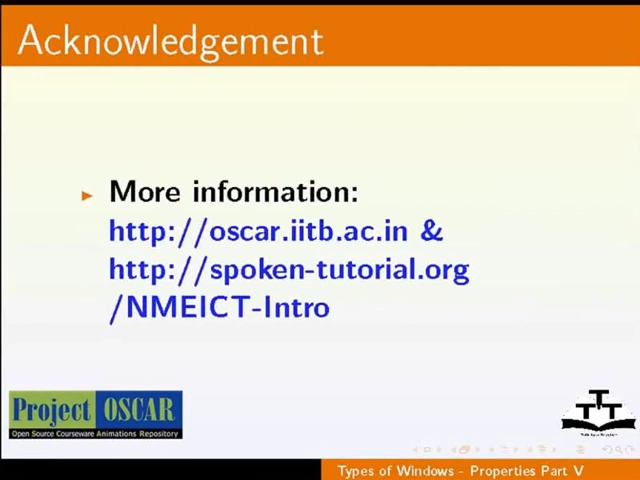 Acknowledgement
More information:
http://oscar.iitb.ac.in &
http://spoken-tutorial.org
/NMEICT-Intro
Project OSCAR
Open Source Courseware Animations Repository
TTT
Types of Windows - Properties Part V